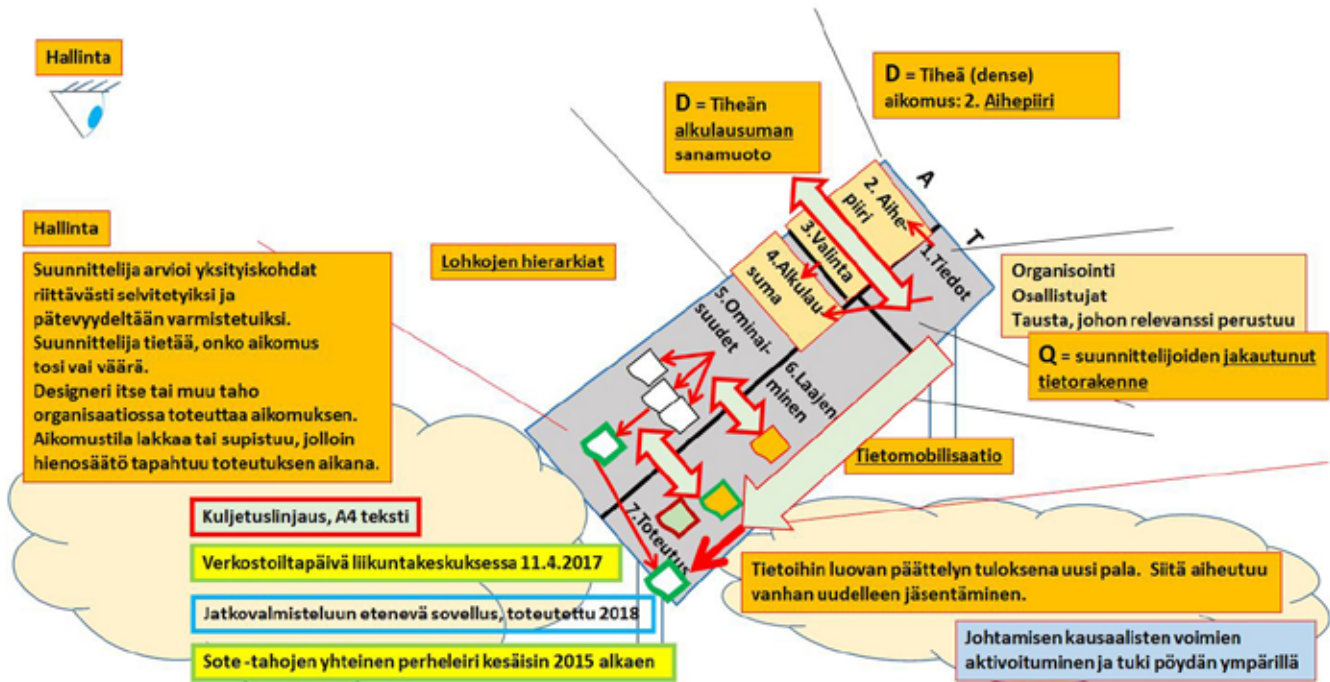 Hallinta
D = Tiheä (dense)
aikomus: 2. Aihepiiri
D = Tiheän
alkulausuman
sanamuoto
A
T
2. Aihe-
piiri
1.Tiedot
3.Valinta
4.Alkulau-
suma
5.Ominai-
suudet
6.Laajen-
minen
7.Toteutus
Hallinta
Suunnittelija arvioi yksityiskohdat
riittävästi selvitetyiksi ja
pätevyydeltään varmistetuiksi.
Suunnittelija tietää, onko aikomus
tosi vai väärä.
Designeri itse tai muu taho
organisaatiossa toteuttaa aikomuksen.
Aikomustila lakkaa tai supistuu, jolloin
hienosäätö tapahtuu toteutuksen aikana.
Lohkojen hierarkiat
Organisointi
Osallistujat
Tausta, johon relevanssi perustuu
Q = suunnittelijoiden jakautunut
tietorakenne
Tietomobilisaatio
Kuljetuslinjaus, A4 teksti
Verkostoiltapäivä liikuntakeskuksessa 11.4.2017
Jatkovalmisteluun etenevä sovellus, toteutettu 2018
Sote -tahojen yhteinen perheleiri kesäisin 2015 alkaen
Tietoihin luovan päättelyn tuloksena uusi pala. Siitä aiheutuu
vanhan uudelleen jäsentäminen.
Johtamisen kausaalisten voimien
aktivoituminen ja tuki pöydän ympärillä